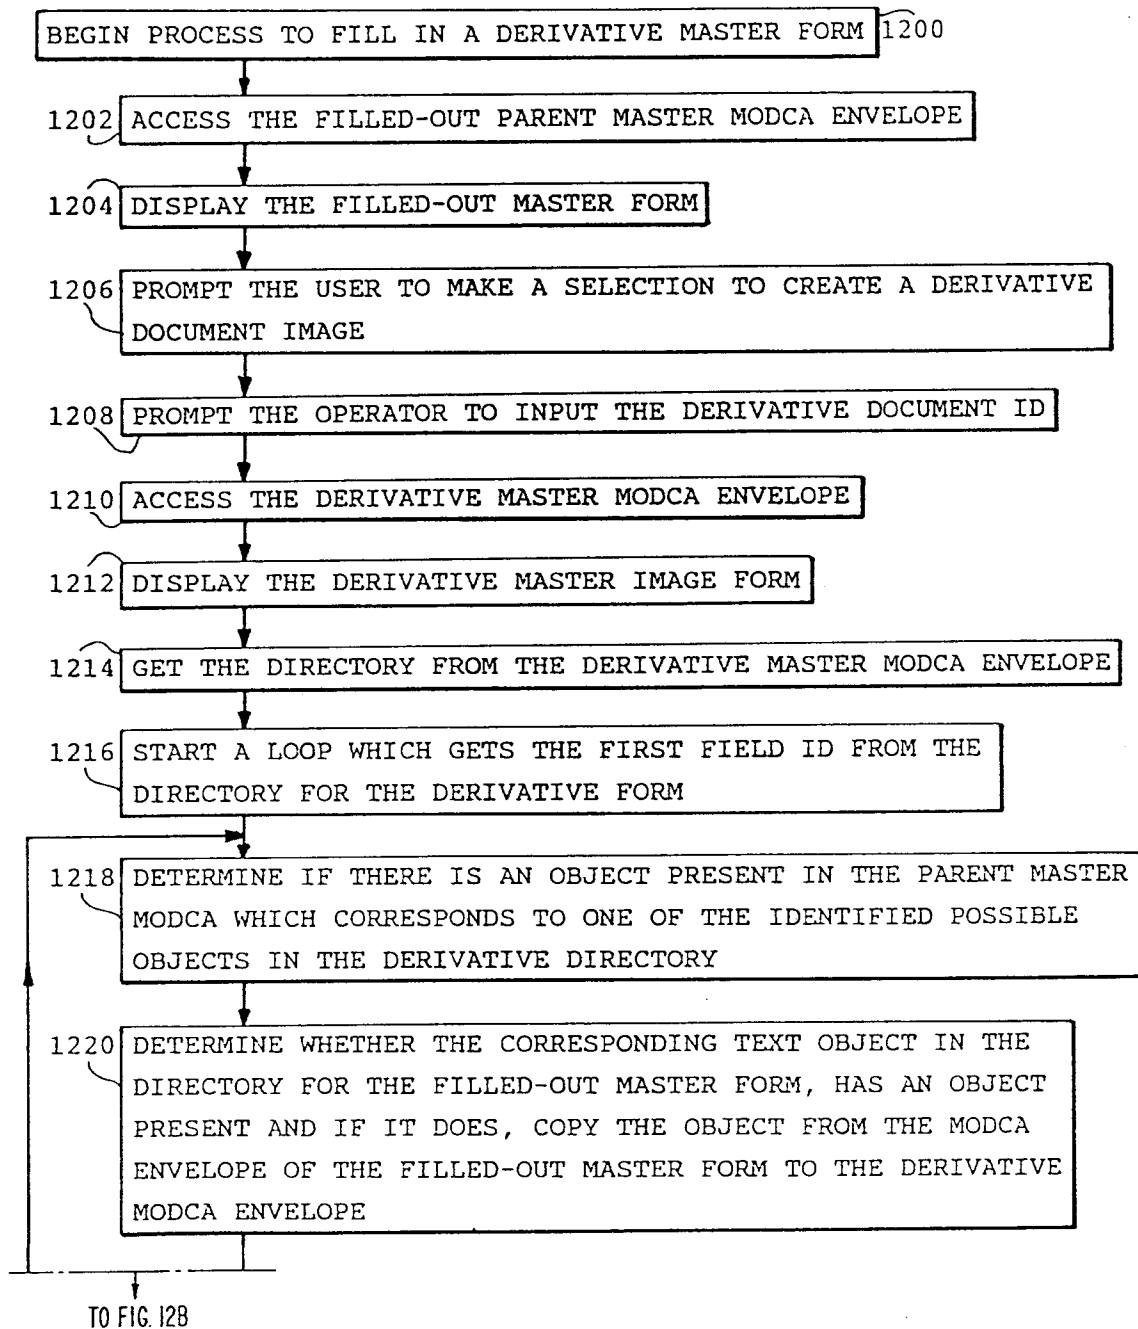 BEGIN PROCESS TO FILL IN A DERIVATIVE MASTER FORM 1200
1202 ACCESS THE FILLED-OUT PARENT MASTER MODCA ENVELOPE
1204 DISPLAY THE FILLED-OUT MASTER FORM
1206 PROMPT THE USER TO MAKE A SELECTION TO CREATE A DERIVATIVE
DOCUMENT IMAGE
1208 PROMPT THE OPERATOR TO INPUT THE DERIVATIVE DOCUMENT ID
1210 ACCESS THE DERIVATIVE MASTER MODCA ENVELOPE
1212 DISPLAY THE DERIVATIVE MASTER IMAGE FORM
1214 GET THE DIRECTORY FROM THE DERIVATIVE MASTER MODCA ENVELOPE
1216 START A LOOP WHICH GETS THE FIRST FIELD ID FROM THE
DIRECTORY FOR THE DERIVATIVE FORM
1218 DETERMINE IF THERE IS AN OBJECT PRESENT IN THE PARENT MASTER
MODCA WHICH CORRESPONDS TO ONE OF THE IDENTIFIED POSSIBLE
OBJECTS IN THE DERIVATIVE DIRECTORY
1220 DETERMINE WHETHER THE CORRESPONDING TEXT OBJECT IN THE
DIRECTORY FOR THE FILLED-OUT MASTER FORM, HAS AN OBJECT
PRESENT AND IF IT DOES, COPY THE OBJECT FROM THE MODCA
ENVELOPE OF THE FILLED-OUT MASTER FORM TO THE DERIVATIVE
MODCA ENVELOPE
TO FIG. 12B